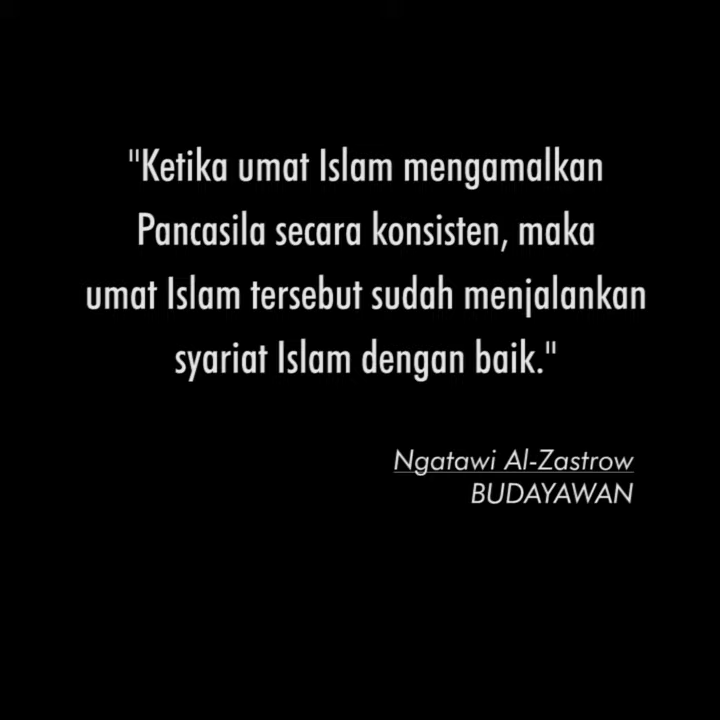 "Ketika umat Islam mengamalkan
Pancasila secara konsisten, maka
umat Islam tersebut sudah menjalankan
syariat Islam dengan baik."
Ngatawi Al-Zastrow
BUDAYAWAN